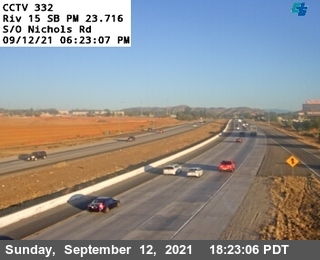 CCTV 332
Riv 15 SB PM 23.716
S/O Nichols Rd
09/12/21 06:23:07 PM
Sunday, September 12, 2021 18:23:06 PDT